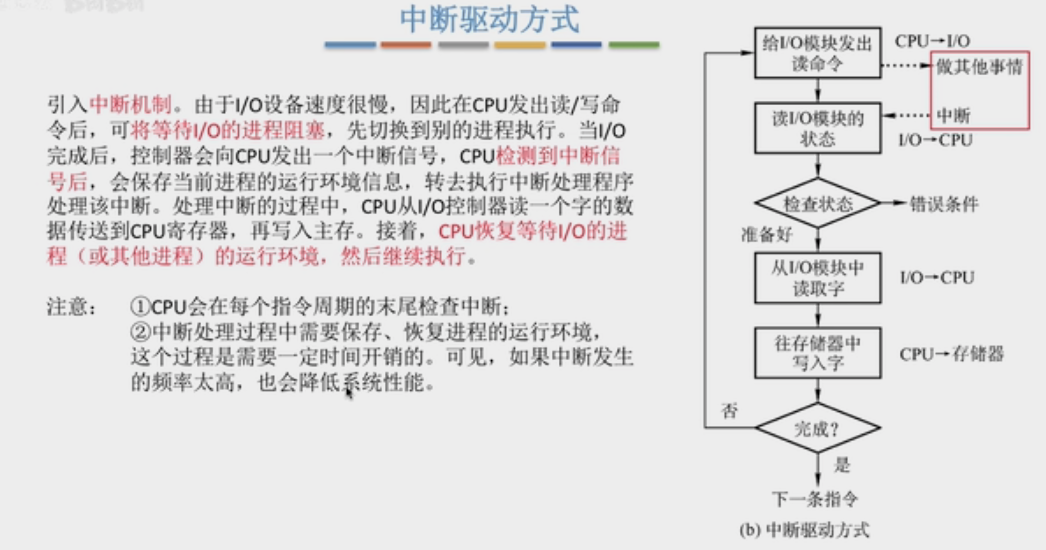 中断驱动方式
引入中断机制。由于I/O设备速度很慢，因此在CPU发出读/写命
令后，可将等待I/O的进程阻塞，先切换到别的进程执行。当I/O
完成后，控制器会向CPU发出一个中断信号，CPU检测到中断信
号后，会保存当前进程的运行环境信息，转去执行中断处理程序
处理该中断。处理中断的过程中，CPU从I/O控制器读一个字的数
据传送到CPU寄存器，再写入主存。接着，CPU恢复等待I/O的进
程（或其他进程）的运行环境，然后继续执行。
注意： ①CPU会在每个指令周期的末尾检查中断；
②中断处理过程中需要保存、恢复进程的运行环境，
这个过程是需要一定时间开销的。可见，如果中断发生
的频率太高，也会降低系统性能。
给I/O模块发出
读命令
CPU→I/O
做其他事情
读I/O模块的
状态
中断
I/O→CPU
检查状态
错误条件
准备好
从I/O模块中
读取字
I/O→CPU
往存储器中
写入字
CPU→存储器
否
完成？
是
下一条指令
(b) 中断驱动方式